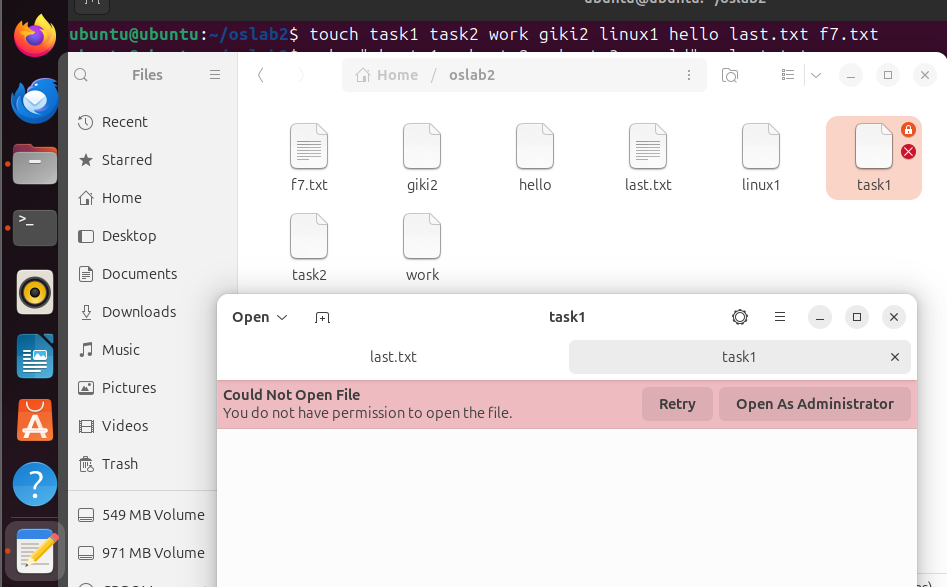 ubuntu@ubuntu:~/oslab2$ touch task1 task2 work giki2 linux1 hello last.txt f7.txt
Files
Home / oslab2
Recent
Starred
Home
Desktop
Documents
Downloads
Music
Pictures
Videos
Trash
549 MB Volume
971 MB Volume
f7.txt
giki2
hello
last.txt
linux1
task1
task2
work
Open
task1
last.txt
task1
Could Not Open File
You do not have permission to open the file.
Retry
Open As Administrator